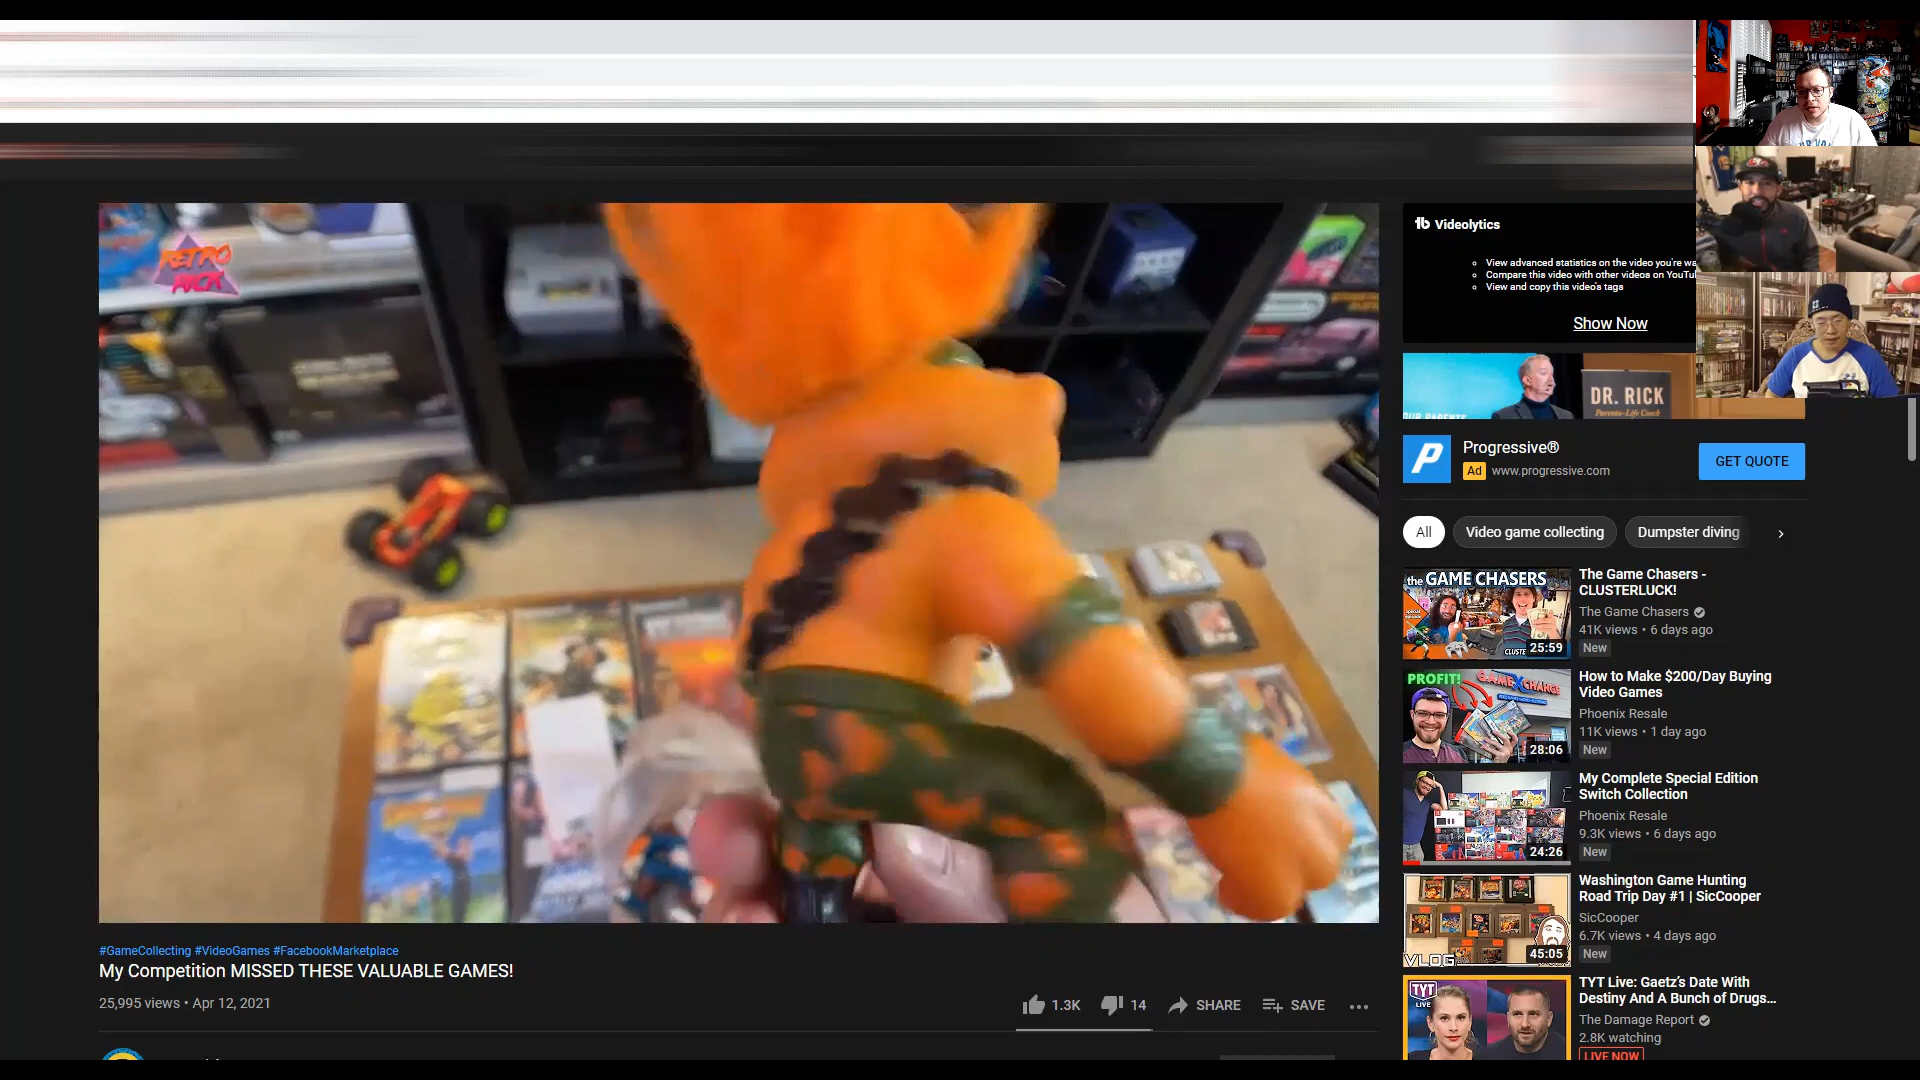 RETRO
RICK
Videolytics
View advanced statistics on the video you're wa
Compare this video with other videos on YouTu
View and copy this video's tags
Show Now
DR. RICK
Parenta-Life Coach
Progressive®
Ad www.progressive.com
GET QUOTE
All
Video game collecting
Dumpster diving
the GAME CHASERS
25:59
The Game Chasers -
CLUSTERLUCK!
The Game Chasers
41K views • 6 days ago
New
PROFIT!
GAMEXCHANGE
28:06
How to Make $200/Day Buying
Video Games
Phoenix Resale
11K views • 1 day ago
New
24:26
My Complete Special Edition
Switch Collection
Phoenix Resale
9.3K views • 6 days ago
New
VLOG
45:05
Washington Game Hunting
Road Trip Day #1 | SicCooper
SicCooper
6.7K views • 4 days ago
New
TYT
LIVE
TYT Live: Gaetz's Date With
Destiny And A Bunch of Drugs...
The Damage Report
2.8K watching
LIVE NOW
#GameCollecting #VideoGames #FacebookMarketplace
My Competition MISSED THESE VALUABLE GAMES!
25,995 views • Apr 12, 2021
1.3K
14
SHARE
SAVE